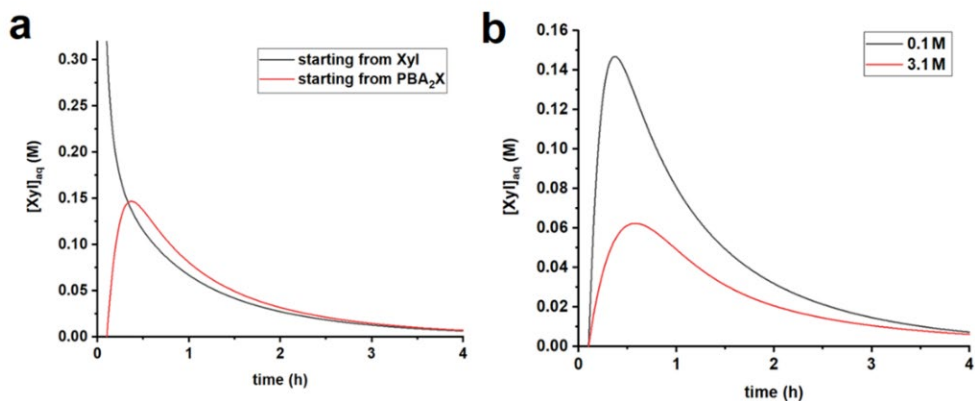 a
0.30
0.25
0.20
0.15
0.10
0.05
0.00
[Xyl]aq (M)
starting from Xyl
starting from PBA2X
0 1 2 3 4
time (h)
b
0.16
0.14
0.12
0.10
0.08
0.06
0.04
0.02
0.00
[Xyl]aq (M)
0.1 M
3.1 M
0 1 2 3 4
time (h)